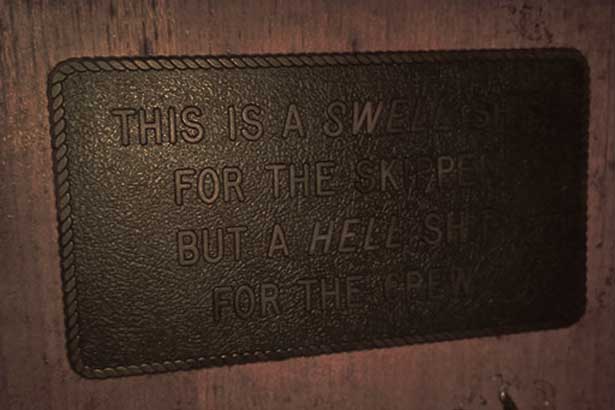 THIS IS A SWELL SHIP
FOR THE SKIPPER
BUT A HELL SHIP
FOR THE CREW